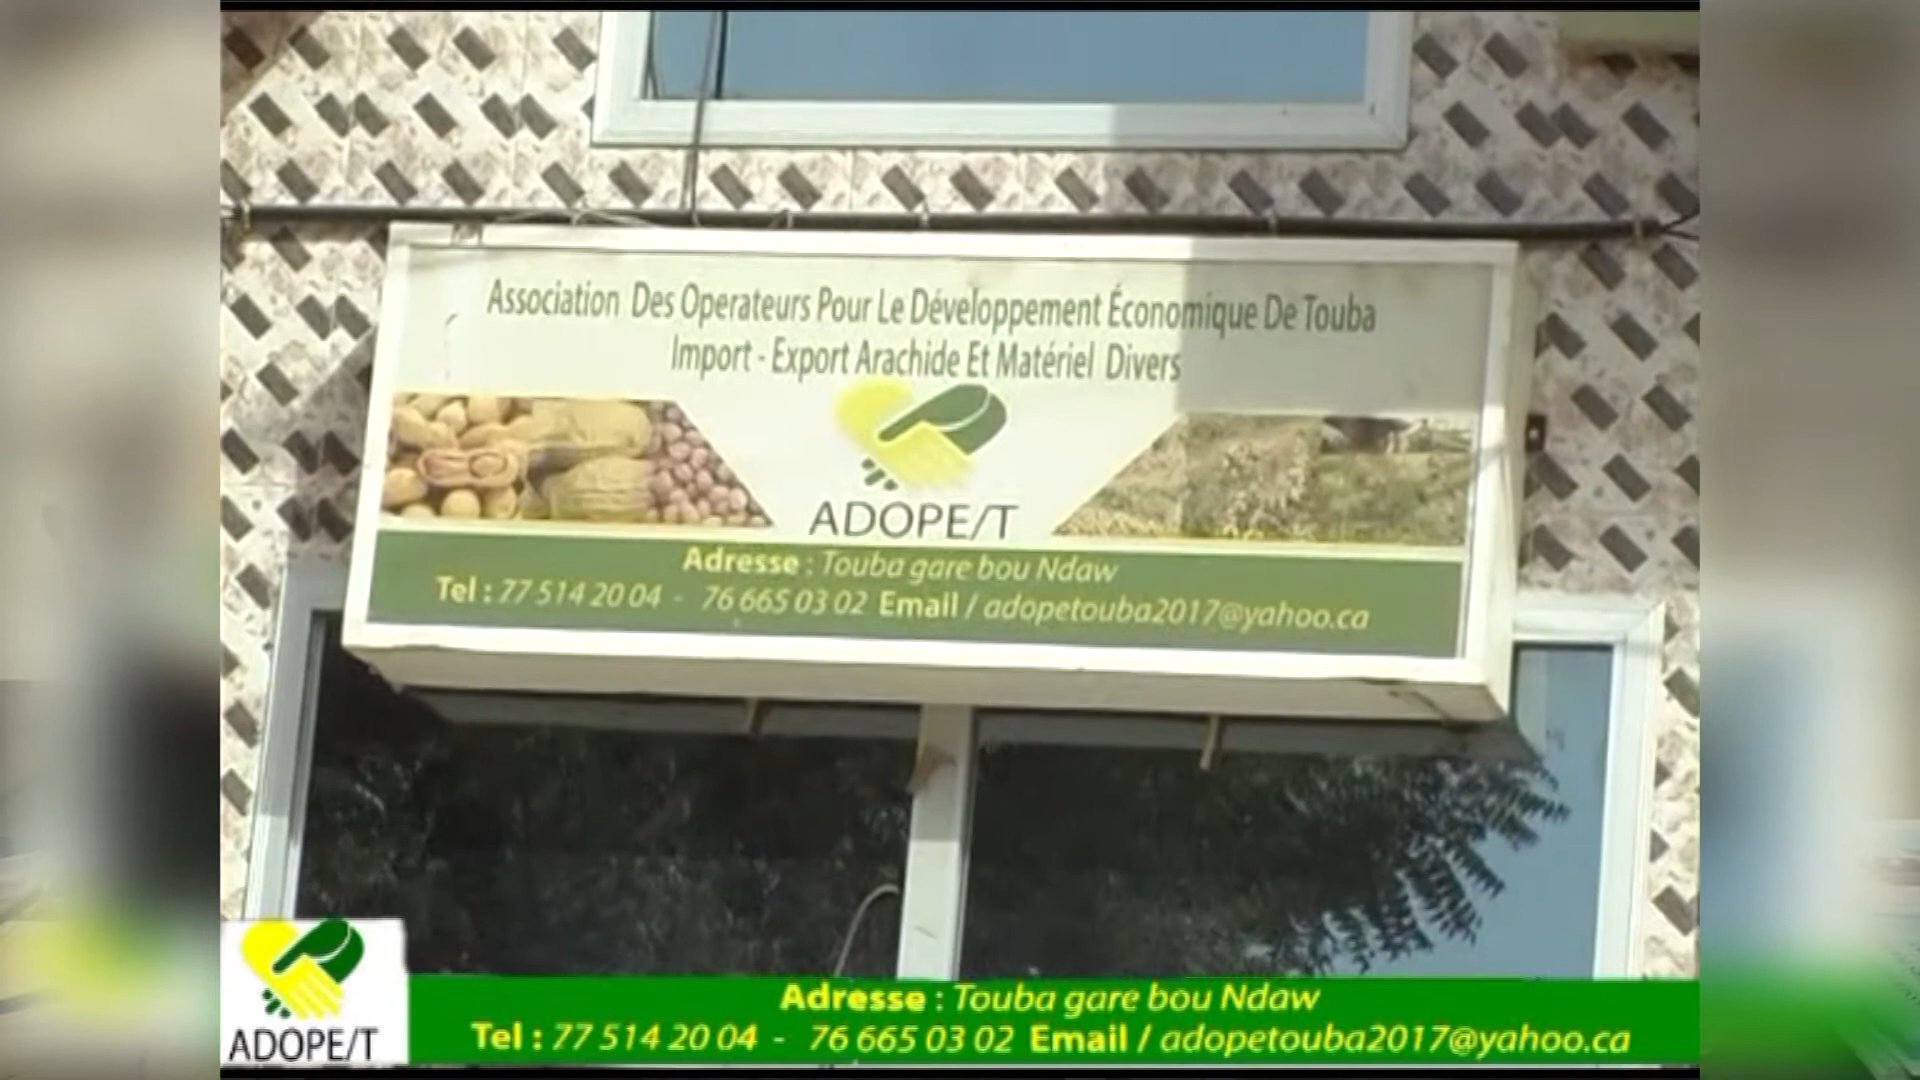 Association Des Operateurs Pour Le Développement Économique De Touba
Import - Export Arachide Et Matériel Divers
ADOPE/T
Adresse : Touba gare bou Ndaw
Tel : 77 514 20 04 - 76 665 03 02 Email / adopetouba2017@yahoo.ca
ADOPE/T
Adresse : Touba gare bou Ndaw
Tel : 77 514 20 04 - 76 665 03 02 Email / adopetouba2017@yahoo.ca